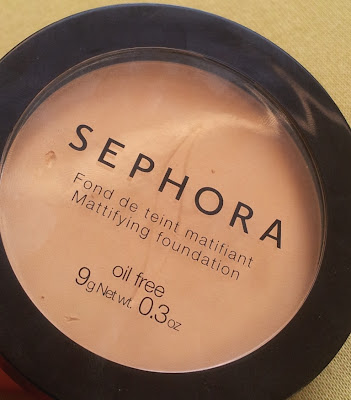 SEPHORA
Fond de teint matifiant
Mattifying foundation
oil free
9g Net wt. 0.3oz